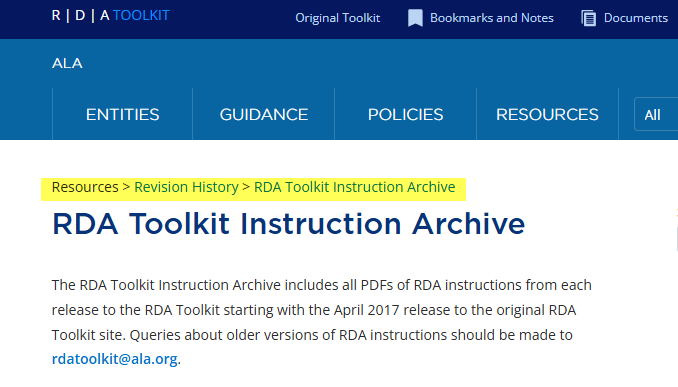 R | D | A TOOLKIT
Original Toolkit
Bookmarks and Notes
Documents
ALA
ENTITIES
GUIDANCE
POLICIES
RESOURCES
All
Resources > Revision History > RDA Toolkit Instruction Archive
RDA Toolkit Instruction Archive
The RDA Toolkit Instruction Archive includes all PDFs of RDA instructions from each
release to the RDA Toolkit starting with the April 2017 release to the original RDA
Toolkit site. Queries about older versions of RDA instructions should be made to
rdatoolkit@ala.org.